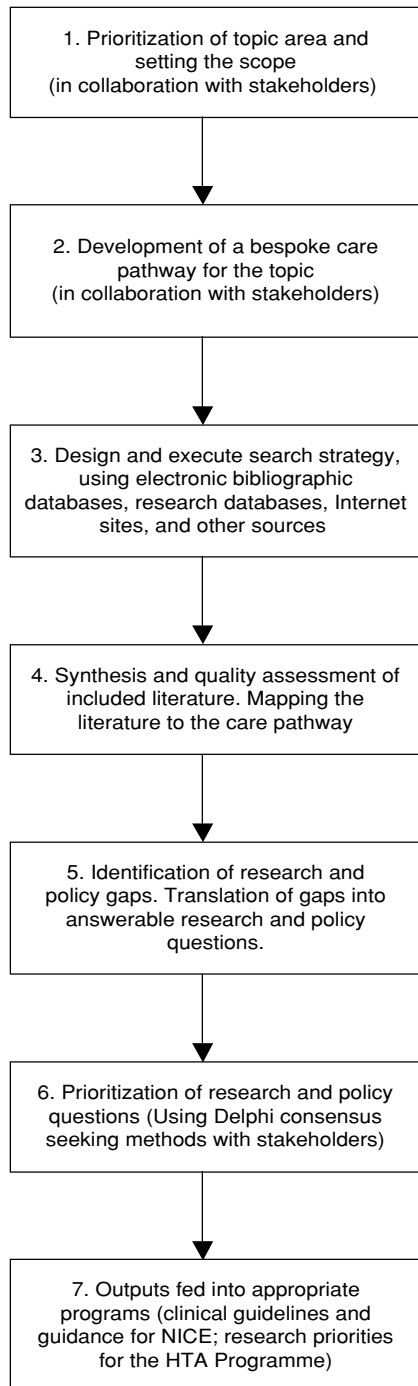 1. Prioritization of topic area and
setting the scope
(in collaboration with stakeholders)
2. Development of a bespoke care
pathway for the topic
(in collaboration with stakeholders)
3. Design and execute search strategy,
using electronic bibliographic
databases, research databases, Internet
sites, and other sources
4. Synthesis and quality assessment of
included literature. Mapping the
literature to the care pathway
5. Identification of research and
policy gaps. Translation of gaps into
answerable research and policy
questions.
6. Prioritization of research and policy
questions (Using Delphi consensus
seeking methods with stakeholders)
7. Outputs fed into appropriate
programs (clinical guidelines and
guidance for NICE; research priorities
for the HTA Programme)